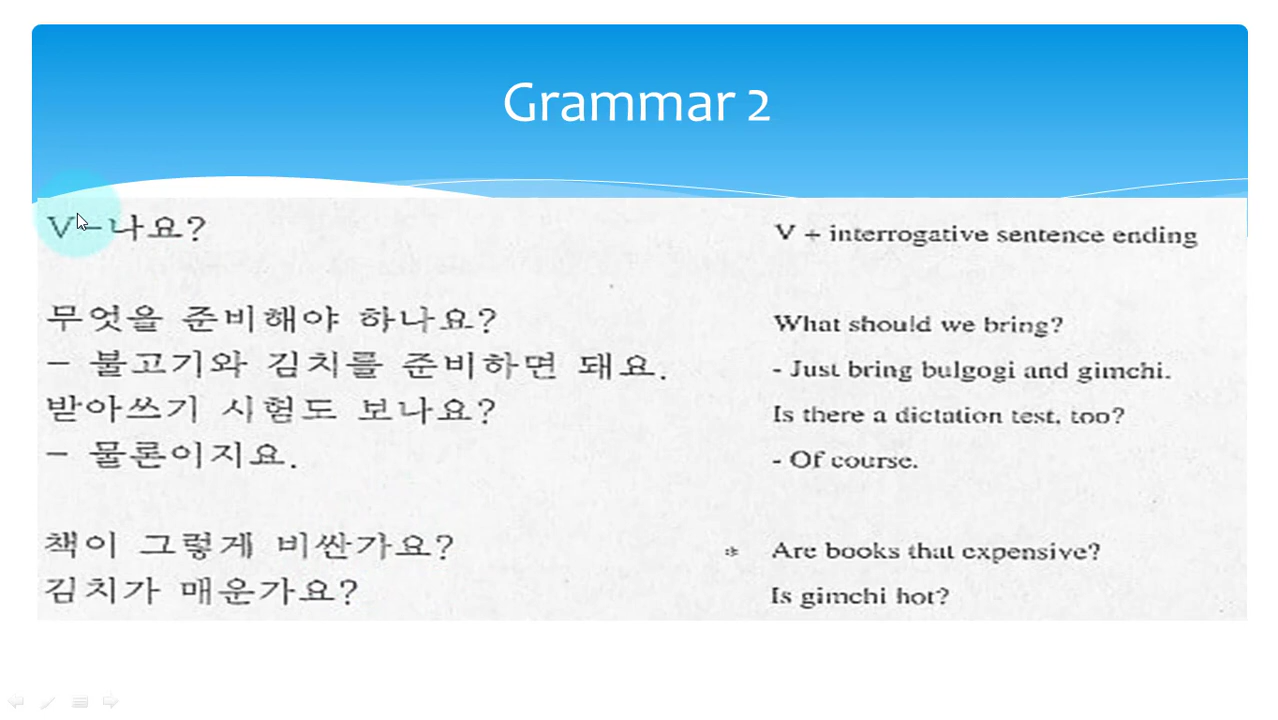 Grammar 2
V－나요? V + interrogative sentence ending
무엇을 준비해야 하나요? What should we bring?
－ 불고기와 김치를 준비하면 돼요. - Just bring bulgogi and gimchi.
받아쓰기 시험도 보나요? Is there a dictation test, too?
－ 물론이지요. - Of course.
책이 그렇게 비싼가요? * Are books that expensive?
김치가 매운가요? Is gimchi hot?